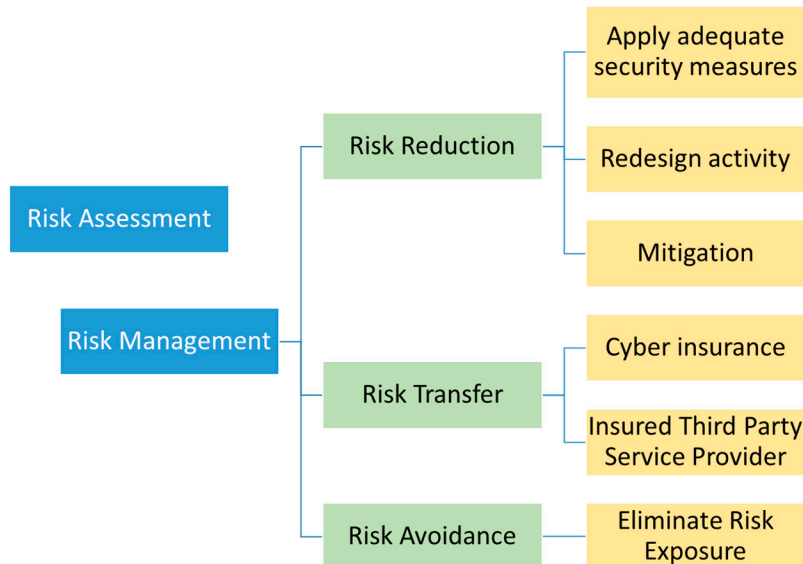 Risk Assessment
Risk Management
Risk Reduction
Apply adequate
security measures
Redesign activity
Mitigation
Risk Transfer
Cyber insurance
Insured Third Party
Service Provider
Risk Avoidance
Eliminate Risk
Exposure